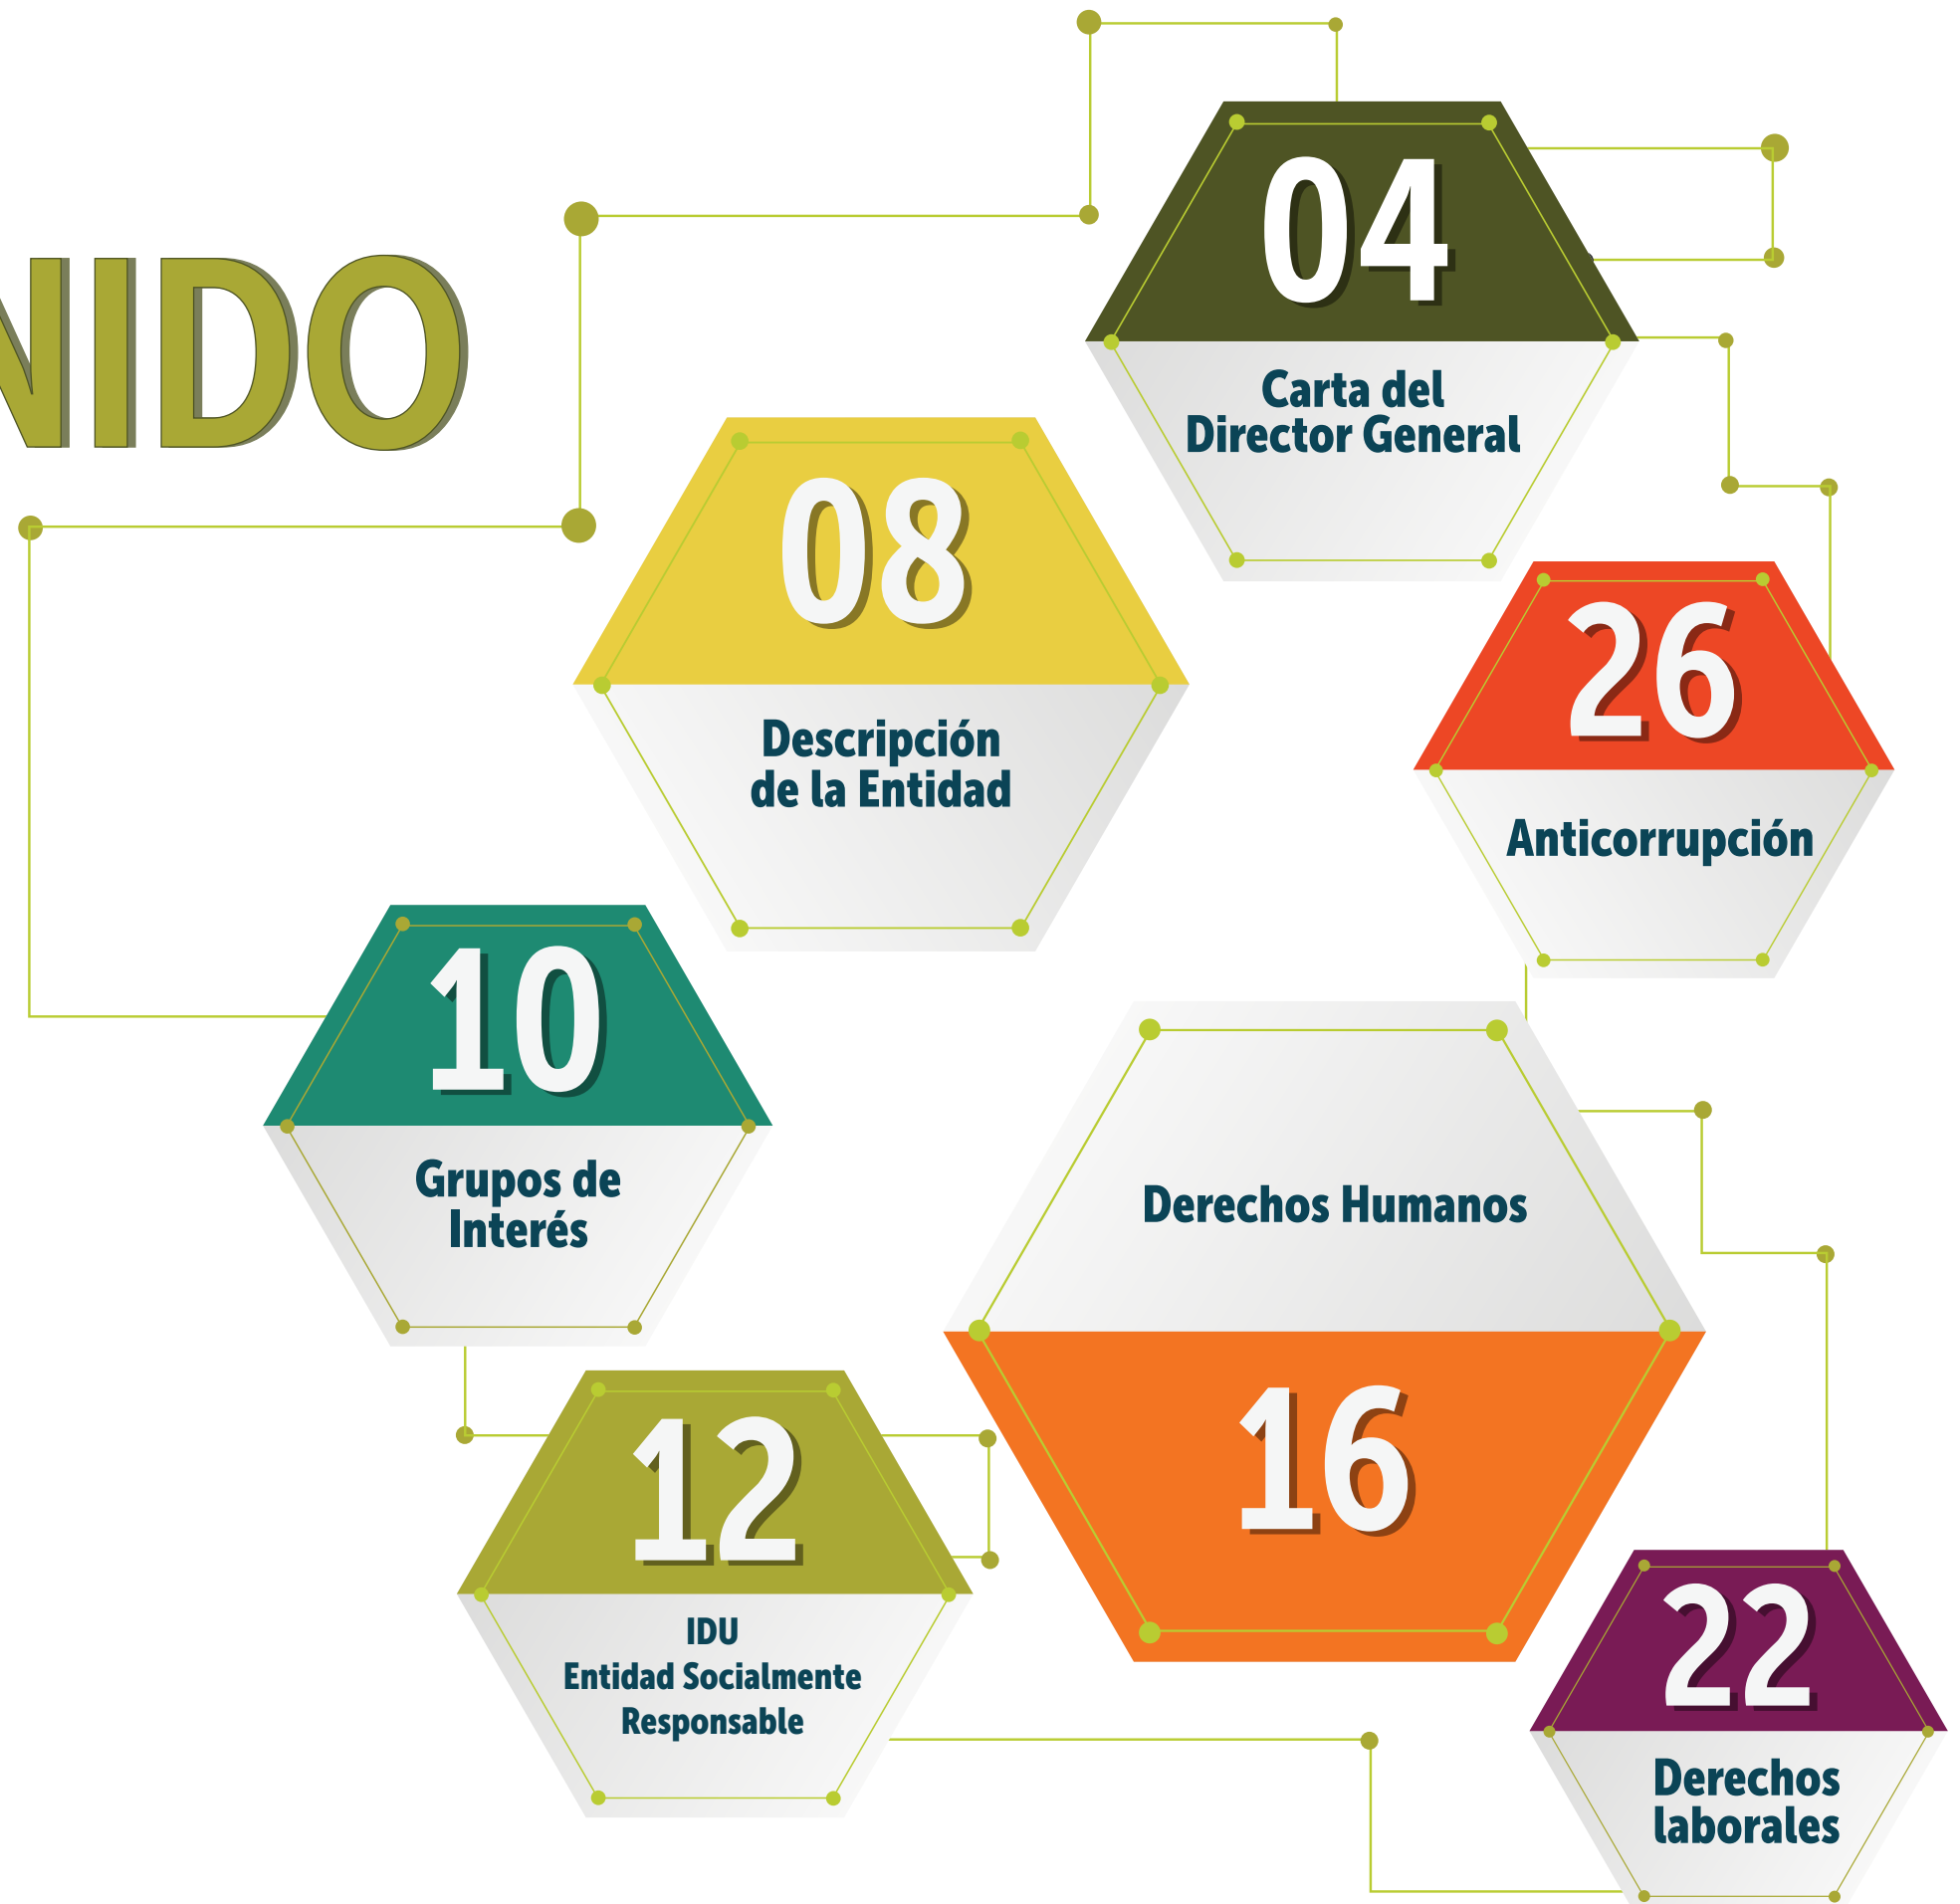 NIDO
04
Carta del
Director General
08
Descripción
de la Entidad
26
Anticorrupción
10
Grupos de
Interés
Derechos Humanos
16
12
IDU
Entidad Socialmente
Responsable
22
Derechos
laborales